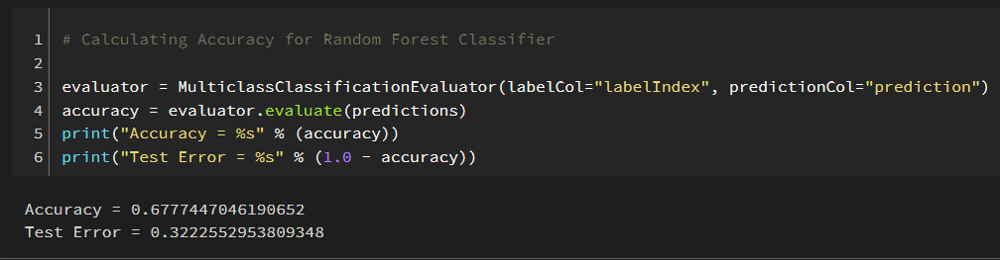 1 # Calculating Accuracy for Random Forest Classifier
2
3 evaluator = MulticlassClassificationEvaluator(labelCol="labelIndex", predictionCol="prediction")
4 accuracy = evaluator.evaluate(predictions)
5 print("Accuracy = %s" % (accuracy))
6 print("Test Error = %s" % (1.0 - accuracy))
Accuracy = 0.6777447046190652
Test Error = 0.3222552953809348